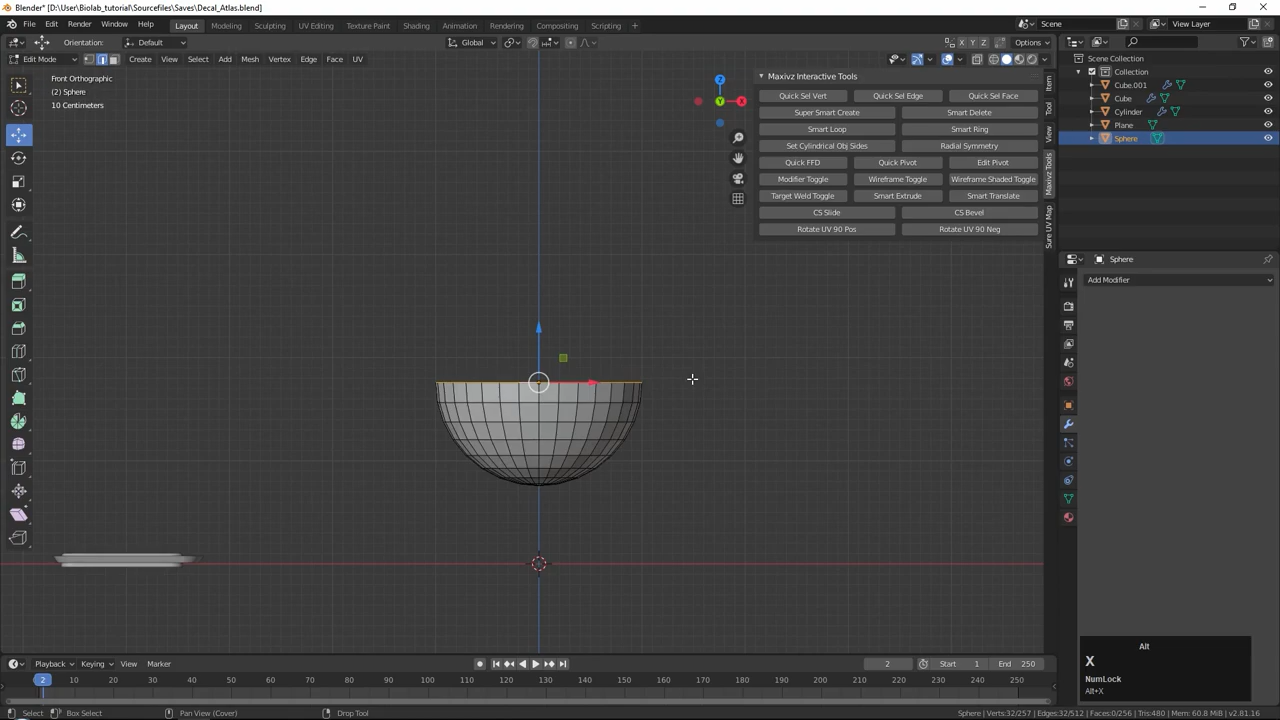 Blender* [D:\User\Biolab_tutorial\Sourcefiles\Saves\Decal_Atlas.blend]
File Edit Render Window Help Layout Modeling Sculpting UV Editing Texture Paint Shading Animation Rendering Compositing Scripting + Scene View Layer
Orientation: Default Global X Y Z Options
Edit Mode Create View Select Add Mesh Vertex Edge Face UV
Front Orthographic
(2) Sphere
10 Centimeters
Z
Y
X
Maxivz Interactive Tools
Quick Sel Vert Quick Sel Edge Quick Sel Face
Super Smart Create Smart Delete
Smart Loop Smart Ring
Set Cylindrical Obj Sides Radial Symmetry
Quick FFD Quick Pivot Edit Pivot
Modifier Toggle Wireframe Toggle Wireframe Shaded Toggle
Target Weld Toggle Smart Extrude Smart Translate
CS Slide CS Bevel
Rotate UV 90 Pos Rotate UV 90 Neg
Item
Tool
View
Maxivz Tools
Sure UV Map
Scene Collection
Collection
Cube.001
Cube
Cylinder
Plane
Sphere
Sphere
Add Modifier
Alt
X
NumLock
Alt+X
Playback Keying View Marker 2 Start 1 End 250
2 10 20 30 40 50 60 70 80 90 100 110 120 130 140 150 160 170 180 190 200 210 220 230 240 250
Select Box Select Pan View (Cover) Drop Tool Sphere | Verts:32/257 | Edges:32/512 | Faces:0/256 | Tris:480 | Mem: 60.8 MiB | v2.81.16